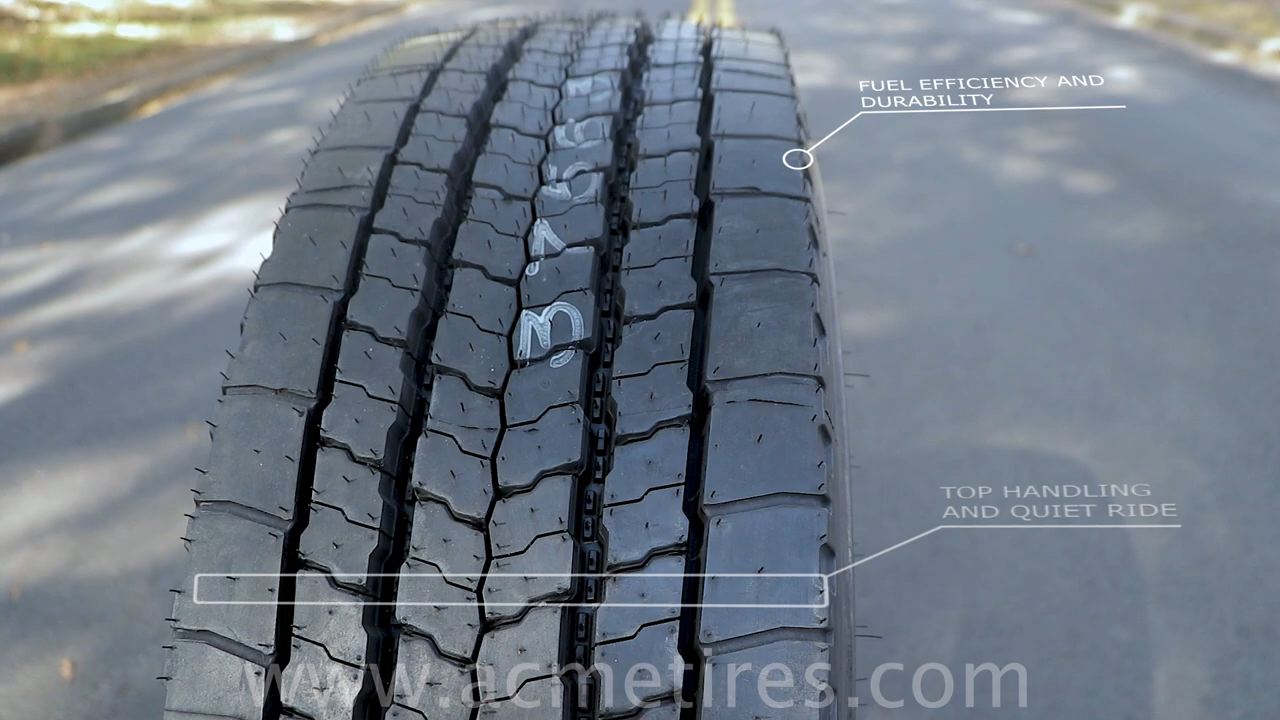 FUEL EFFICIENCY AND
DURABILITY
TOP HANDLING
AND QUIET RIDE
www.acmetires.com